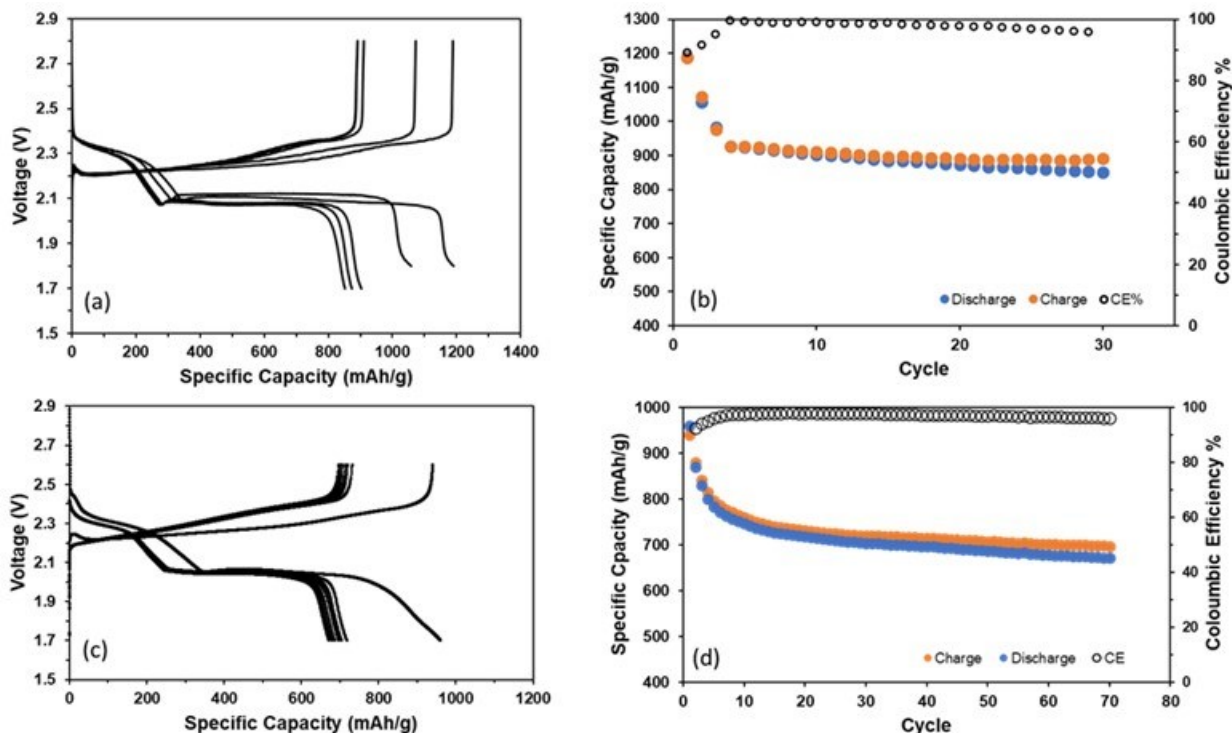 2.9
2.7
2.5
2.3
2.1
1.9
1.7
1.5
Voltage (V)
(a)
0 200 400 600 800 1000 1200 1400
Specific Capacity (mAh/g)
1300
1200
1100
1000
900
800
700
600
500
400
Specific Capacity (mAh/g)
100
80
60
40
20
0
Coulombic Effieciency %
(b)
Discharge Charge CE%
0 10 20 30
Cycle
2.9
2.7
2.5
2.3
2.1
1.9
1.7
1.5
Voltage (V)
(c)
0 200 400 600 800 1000 1200
Specific Capacity (mAh/g)
1000
900
800
700
600
500
400
Specific Cpacity (mAh/g)
100
80
60
40
20
0
Coloumbic Efficiency %
(d)
Charge Discharge CE
0 10 20 30 40 50 60 70 80
Cycle